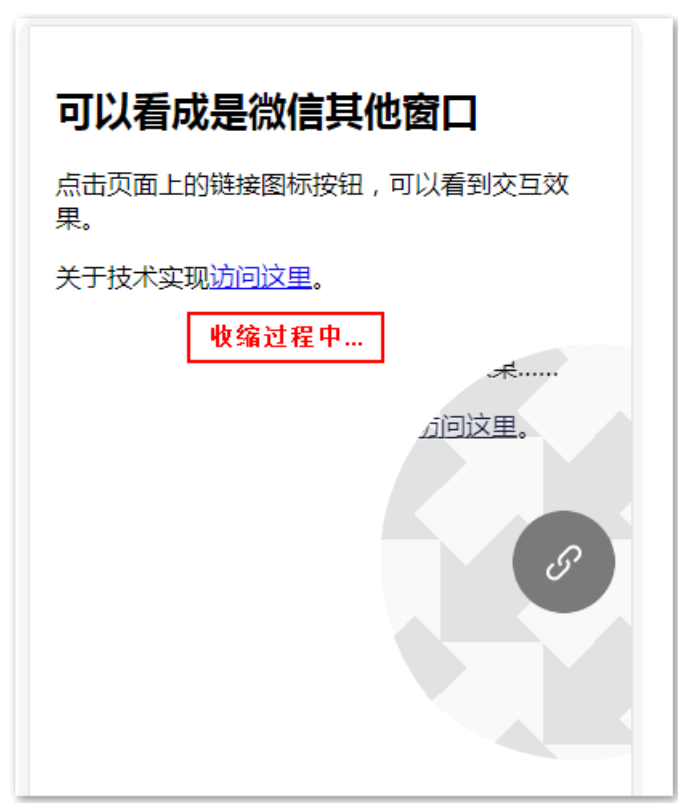 可以看成是微信其他窗口
点击页面上的链接图标按钮，可以看到交互效
果。
关于技术实现访问这里。
收缩过程中...
果......
访问这里。